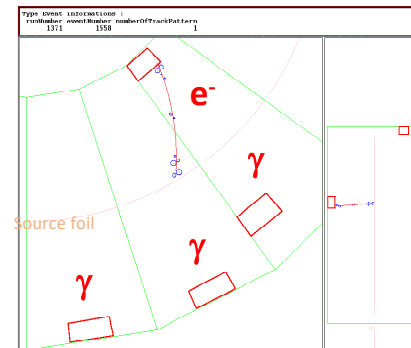 Type Event informations :
runNumber eventNumber numberOfTrackPattern
1371 1558 1
e-
γ
Source foil
γ
γ